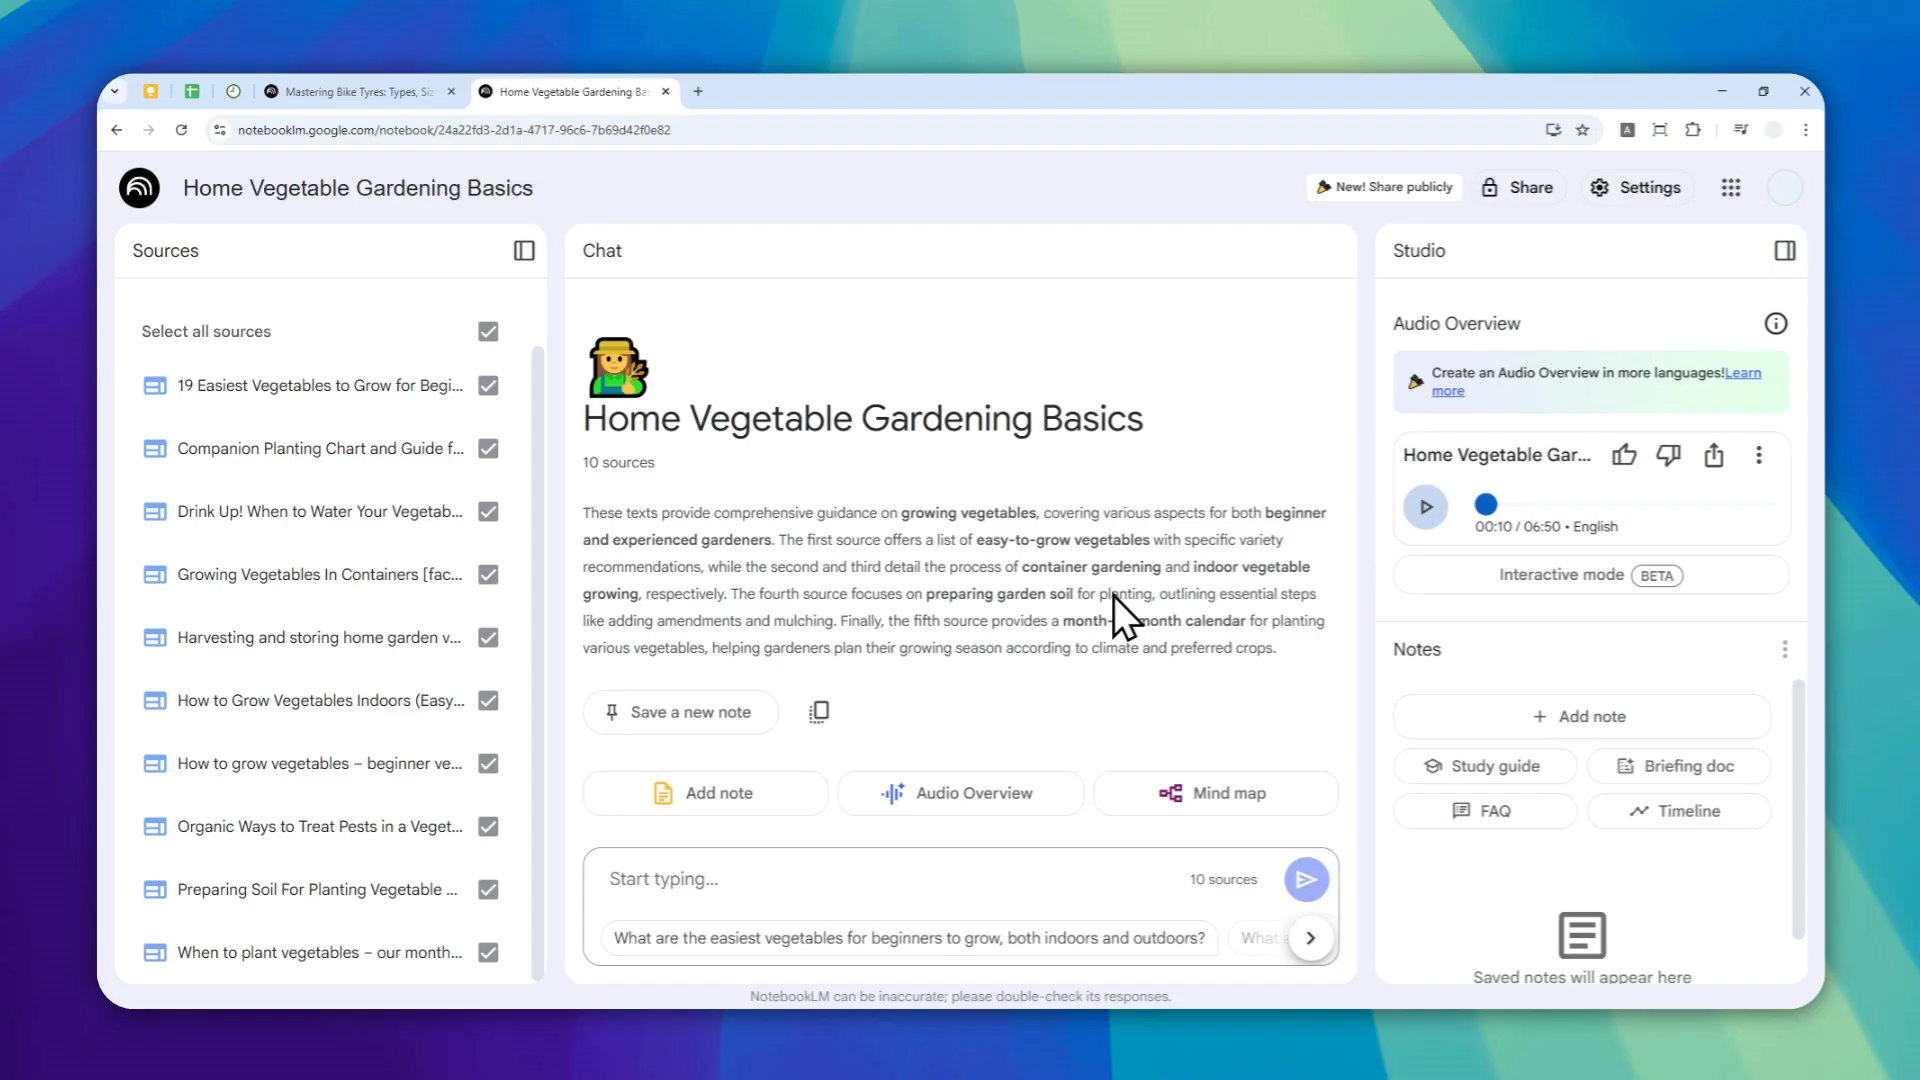 Mastering Bike Tyres: Types, Siz
Home Vegetable Gardening Bas
notebooklm.google.com/notebook/24a22fd3-2d1a-4717-96c6-7b69d42f0e82
Home Vegetable Gardening Basics
New! Share publicly
Share
Settings
Sources
Select all sources
19 Easiest Vegetables to Grow for Begi...
Companion Planting Chart and Guide f...
Drink Up! When to Water Your Vegetab...
Growing Vegetables In Containers [fac...
Harvesting and storing home garden v...
How to Grow Vegetables Indoors (Easy...
How to grow vegetables – beginner ve...
Organic Ways to Treat Pests in a Veget...
Preparing Soil For Planting Vegetable ...
When to plant vegetables – our month...
Chat
Home Vegetable Gardening Basics
10 sources
These texts provide comprehensive guidance on growing vegetables, covering various aspects for both beginner
and experienced gardeners. The first source offers a list of easy-to-grow vegetables with specific variety
recommendations, while the second and third detail the process of container gardening and indoor vegetable
growing, respectively. The fourth source focuses on preparing garden soil for planting, outlining essential steps
like adding amendments and mulching. Finally, the fifth source provides a month-by-month calendar for planting
various vegetables, helping gardeners plan their growing season according to climate and preferred crops.
Save a new note
Add note
Audio Overview
Mind map
Start typing...
10 sources
What are the easiest vegetables for beginners to grow, both indoors and outdoors?
What
NotebookLM can be inaccurate; please double-check its responses.
Studio
Audio Overview
Create an Audio Overview in more languages! Learn
more
Home Vegetable Gar...
00:10 / 06:50 • English
Interactive mode BETA
Notes
Add note
Study guide
Briefing doc
FAQ
Timeline
Saved notes will appear here